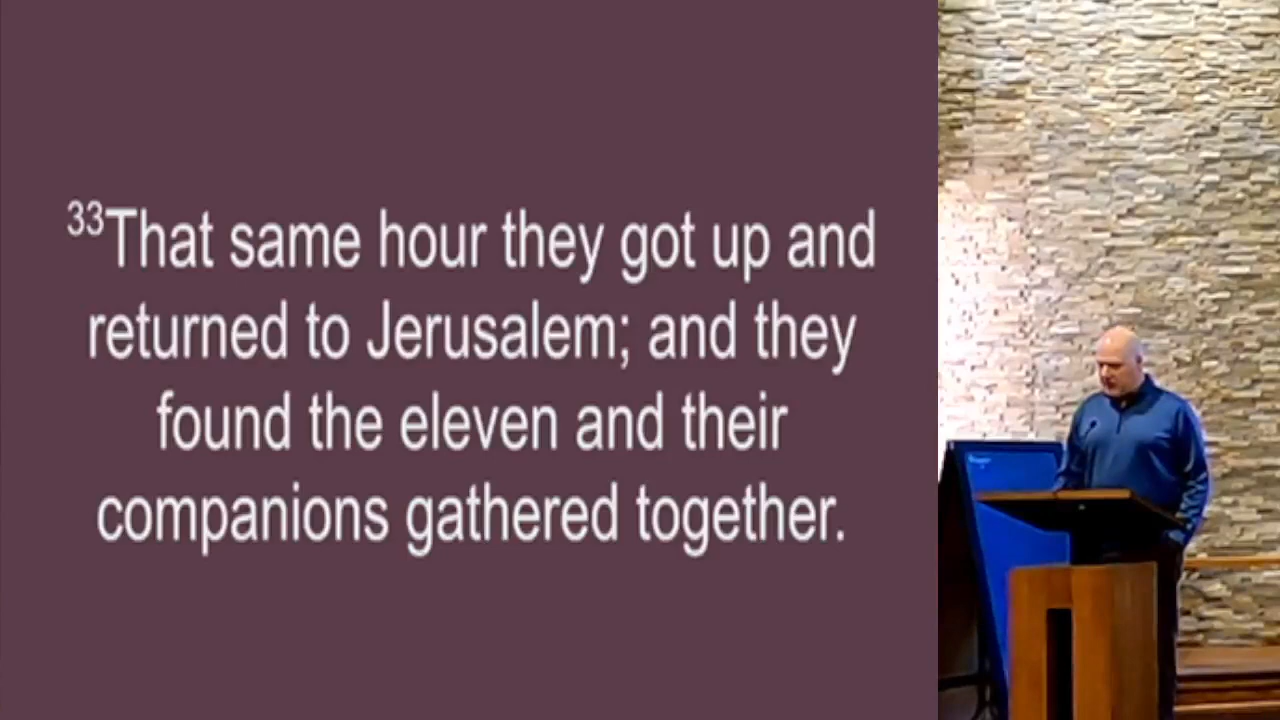 ³³That same hour they got up and
returned to Jerusalem; and they
found the eleven and their
companions gathered together.